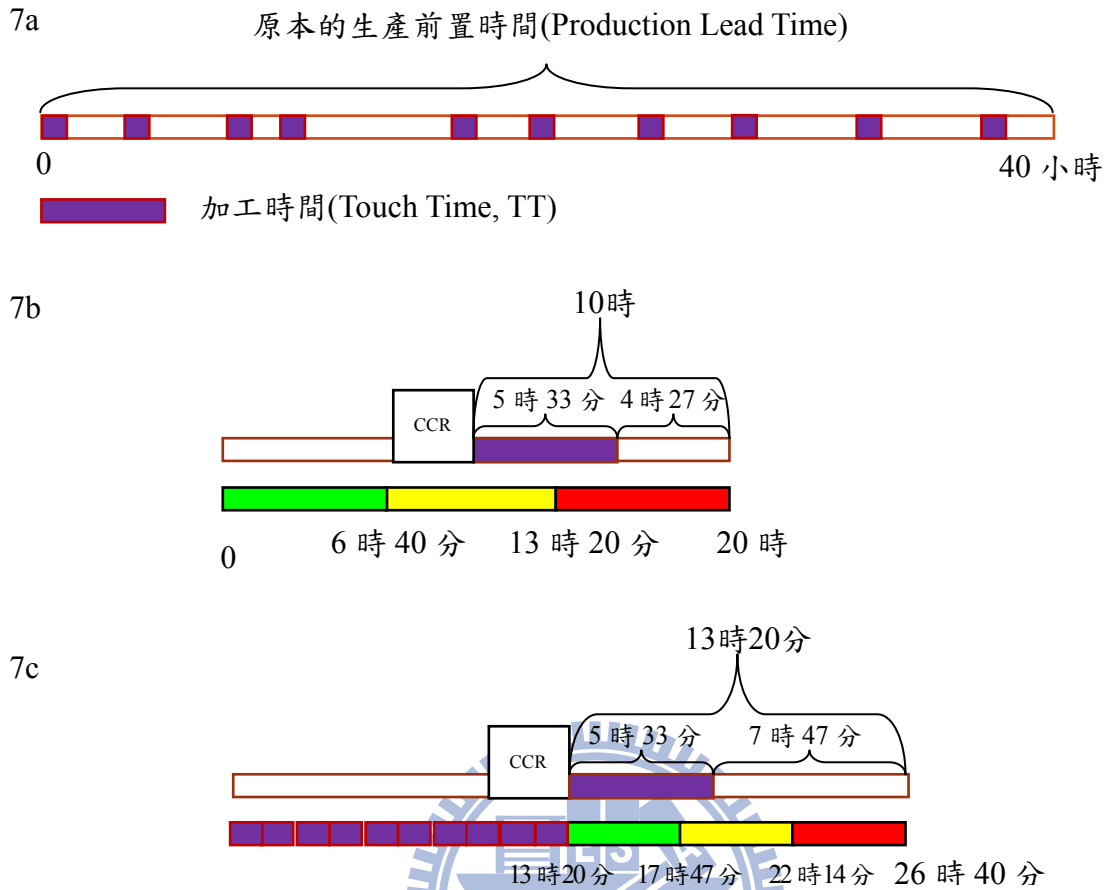 7a
原本的生產前置時間(Production Lead Time)
0
40 小時
加工時間(Touch Time, TT)
7b
10時
5 時 33 分
4 時 27 分
CCR
0
6 時 40 分
13 時 20 分
20 時
7c
13時20分
5 時 33 分
7 時 47 分
CCR
13時20分
17時47分
22時14分
26 時 40 分